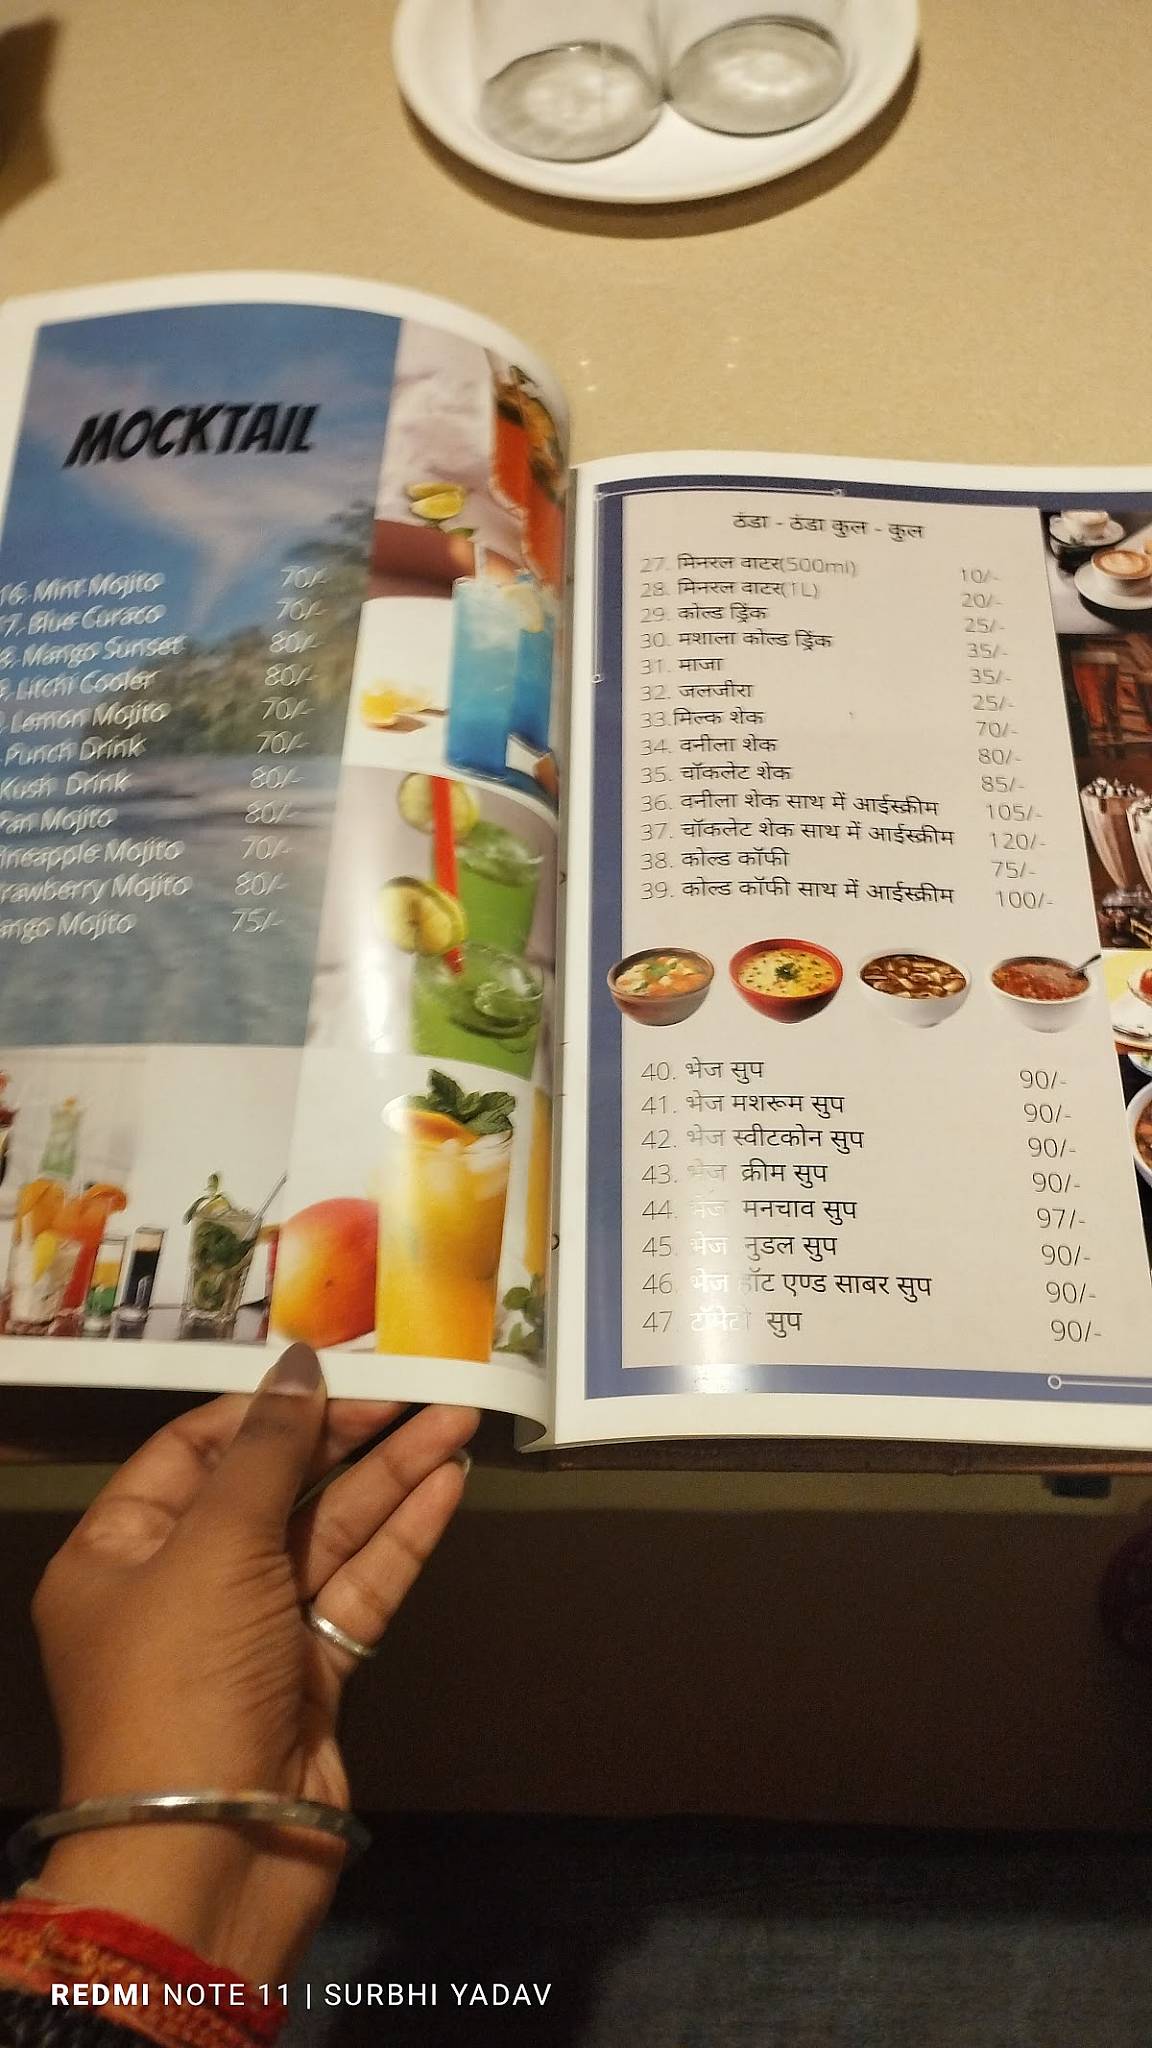 MOCKTAIL
16. Mint Mojito 70/-
7. Blue Curaco 70/-
Mango Sunset 80/-
Litchi Cooler 80/-
Lemon Mojito 70/-
Punch Drink 70/-
Kush Drink 80/-
Pan Mojito 80/-
ineapple Mojito 70/-
rawberry Mojito 80/-
ango Mojito 75/-
ठंडा - ठंडा कुल - कुल
27. मिनरल वाटर(500ml) 10/-
28. मिनरल वाटर(1L) 20/-
29. कोल्ड ड्रिंक 25/-
30. मशाला कोल्ड ड्रिंक 35/-
31. माजा 35/-
32. जलजीरा 25/-
33.मिल्क शेक 70/-
34. वनीला शेक 80/-
35. चॉकलेट शेक 85/-
36. वनीला शेक साथ में आईस्क्रीम 105/-
37. चॉकलेट शेक साथ में आईस्क्रीम 120/-
38. कोल्ड कॉफी 75/-
39. कोल्ड कॉफी साथ में आईस्क्रीम 100/-
40. भेज सुप 90/-
41. भेज मशरूम सुप 90/-
42. भेज स्वीटकोन सुप 90/-
43. भेज क्रीम सुप 90/-
44. भेज मनचाव सुप 97/-
45. भेज नुडल सुप 90/-
46. भेज हॉट एण्ड साबर सुप 90/-
47. टॉमेटो सुप 90/-
REDMI NOTE 11 | SURBHI YADAV